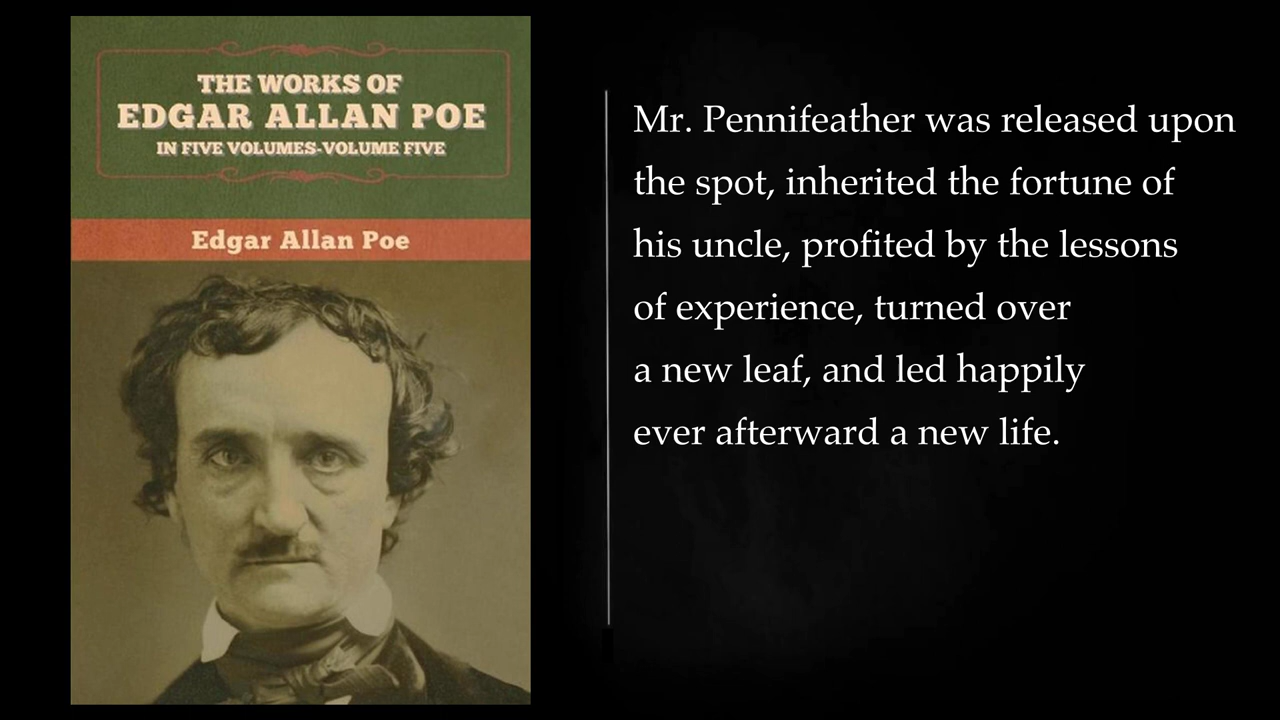 THE WORKS OF
EDGAR ALLAN POE
IN FIVE VOLUMES-VOLUME FIVE
Edgar Allan Poe
Mr. Pennifeather was released upon
the spot, inherited the fortune of
his uncle, profited by the lessons
of experience, turned over
a new leaf, and led happily
ever afterward a new life.